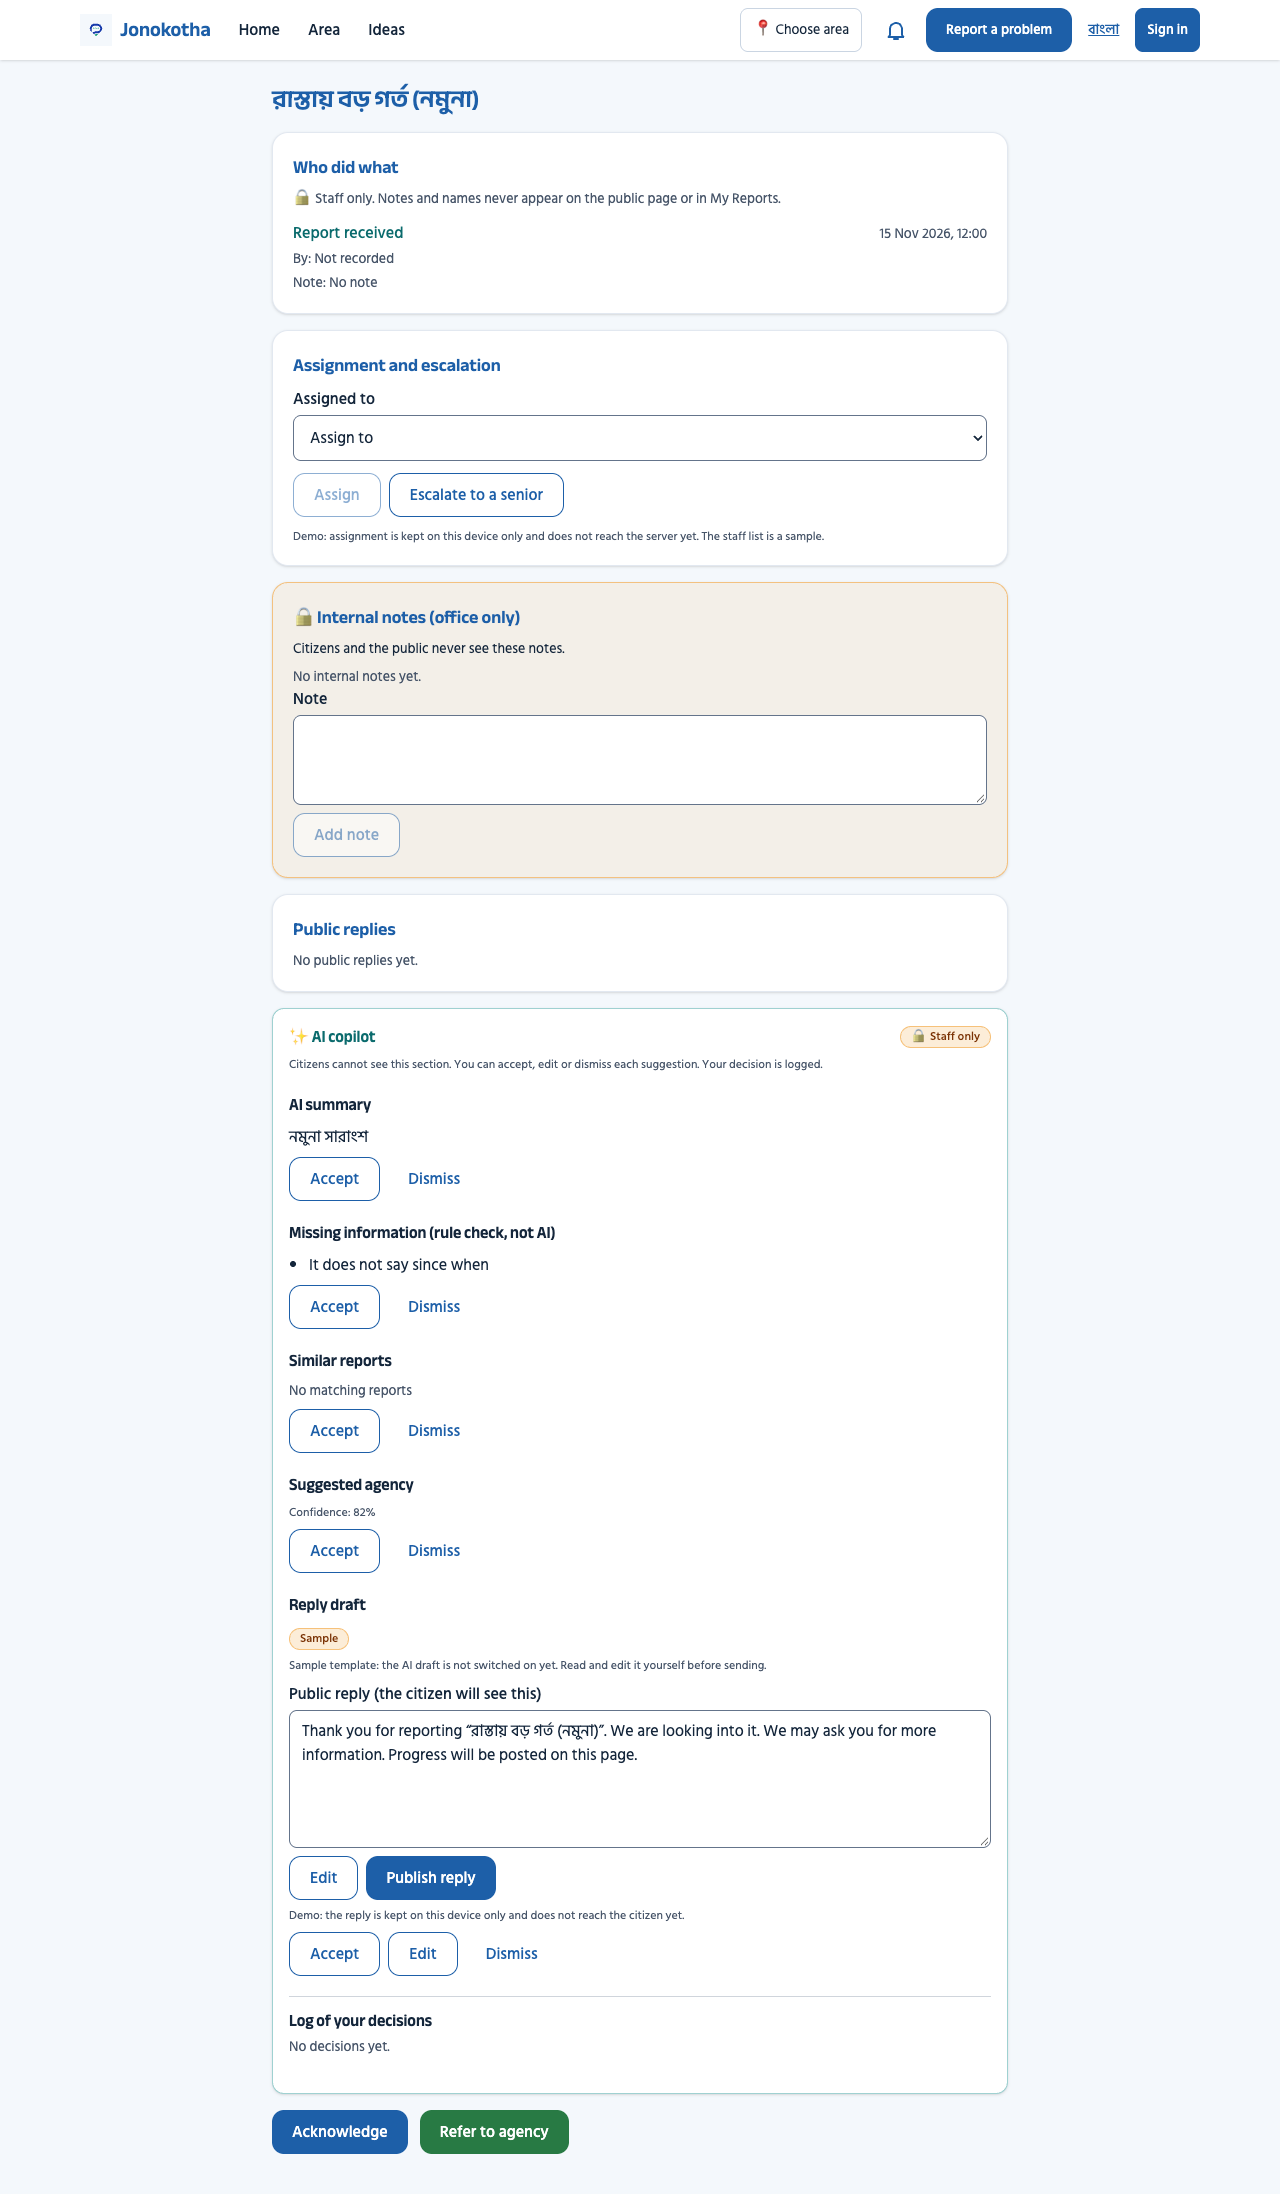 Jonokotha
Home
Area
Ideas
Choose area
Report a problem
বাংলা
Sign in
রাস্তায় বড় গর্ত (নমুনা)
Who did what
Staff only. Notes and names never appear on the public page or in My Reports.
Report received
15 Nov 2026, 12:00
By: Not recorded
Note: No note
Assignment and escalation
Assigned to
Assign to
Assign
Escalate to a senior
Demo: assignment is kept on this device only and does not reach the server yet. The staff list is a sample.
Internal notes (office only)
Citizens and the public never see these notes.
No internal notes yet.
Note
Add note
Public replies
No public replies yet.
AI copilot
Staff only
Citizens cannot see this section. You can accept, edit or dismiss each suggestion. Your decision is logged.
AI summary
নমুনা সারাংশ
Accept
Dismiss
Missing information (rule check, not AI)
• It does not say since when
Accept
Dismiss
Similar reports
No matching reports
Accept
Dismiss
Suggested agency
Confidence: 82%
Accept
Dismiss
Reply draft
Sample
Sample template: the AI draft is not switched on yet. Read and edit it yourself before sending.
Public reply (the citizen will see this)
Thank you for reporting “রাস্তায় বড় গর্ত (নমুনা)”. We are looking into it. We may ask you for more
information. Progress will be posted on this page.
Edit
Publish reply
Demo: the reply is kept on this device only and does not reach the citizen yet.
Accept
Edit
Dismiss
Log of your decisions
No decisions yet.
Acknowledge
Refer to agency